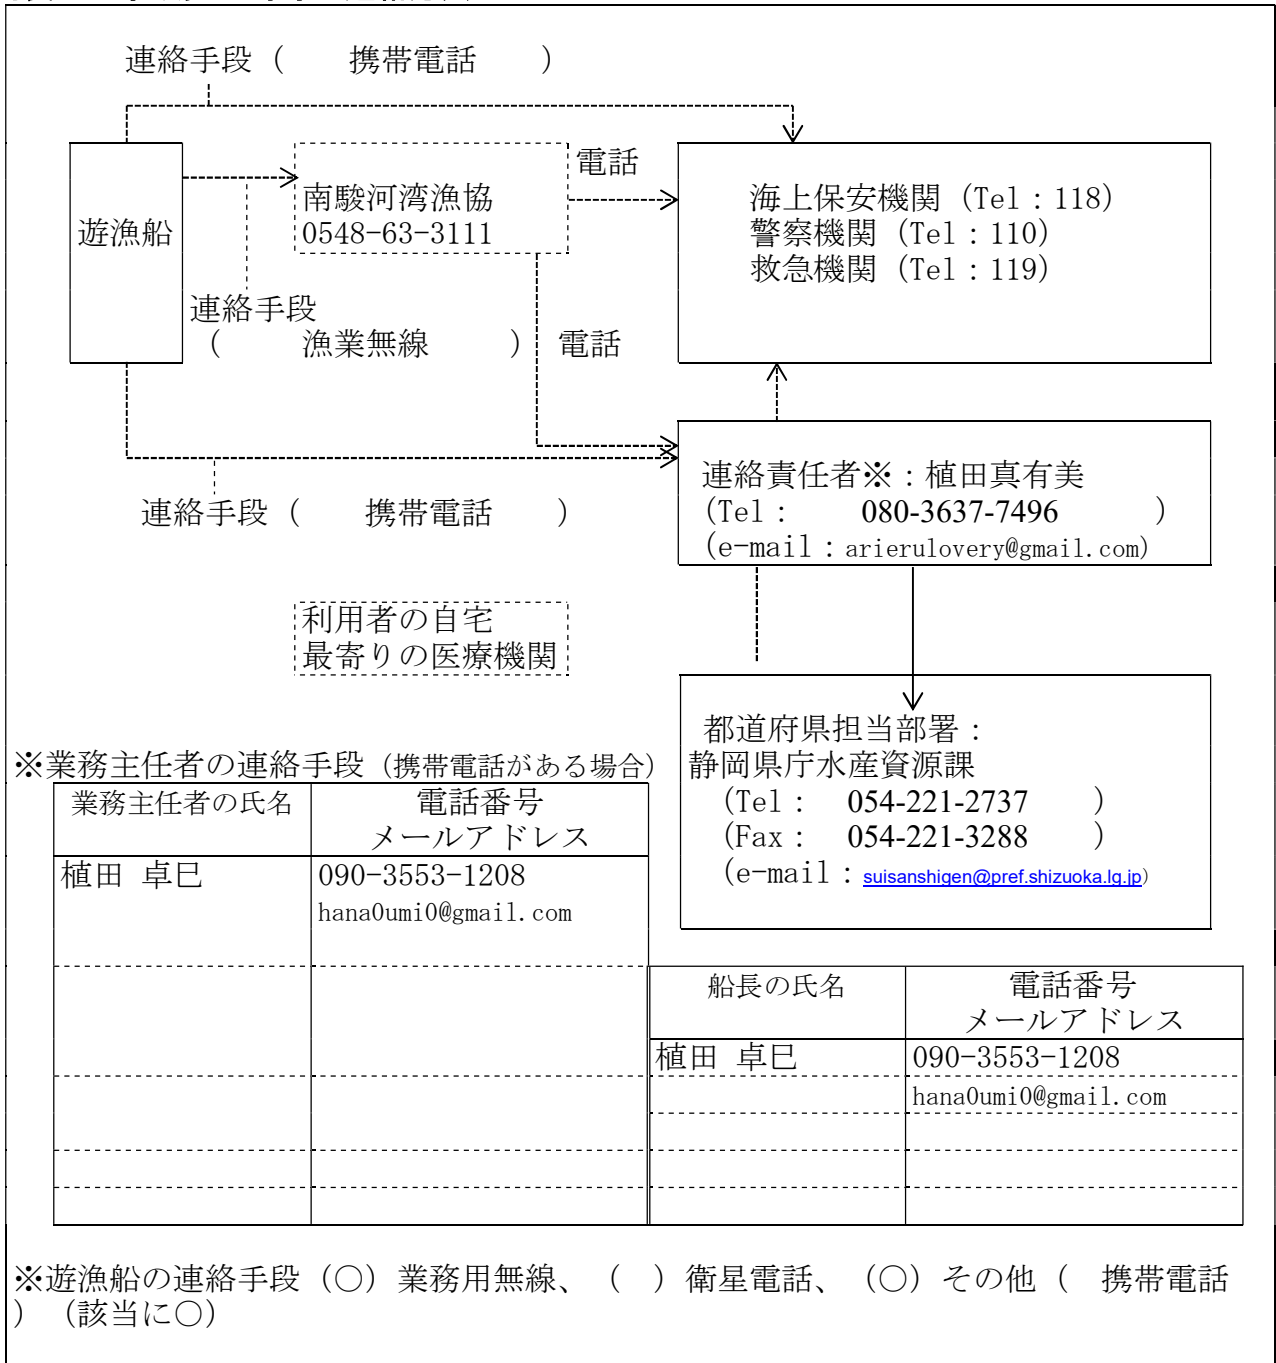 連絡手段（　　携帯電話　　）
電話
海上保安機関（Tel：118）
警察機関（Tel：110）
救急機関（Tel：119）
遊漁船
南駿河湾漁協
0548-63-3111
連絡手段
（　　漁業無線　　）
電話
連絡責任者※：植田真有美
（Tel：　　080-3637-7496　　）
（e-mail：arierulovery@gmail.com）
連絡手段（　　携帯電話　　）
利用者の自宅
最寄りの医療機関
都道府県担当部署：
静岡県庁水産資源課
（Tel：　054-221-2737　　）
（Fax：　054-221-3288　　）
（e-mail：suisanshigen@pref.shizuoka.lg.jp）
※業務主任者の連絡手段（携帯電話がある場合）
業務主任者の氏名　電話番号
メールアドレス
植田　卓巳　090-3553-1208
hana0umi0@gmail.com
船長の氏名　電話番号
メールアドレス
植田　卓巳　090-3553-1208
hana0umi0@gmail.com
※遊漁船の連絡手段（○）業務用無線、（　）衛星電話、（○）その他（　携帯電話
）（該当に○）